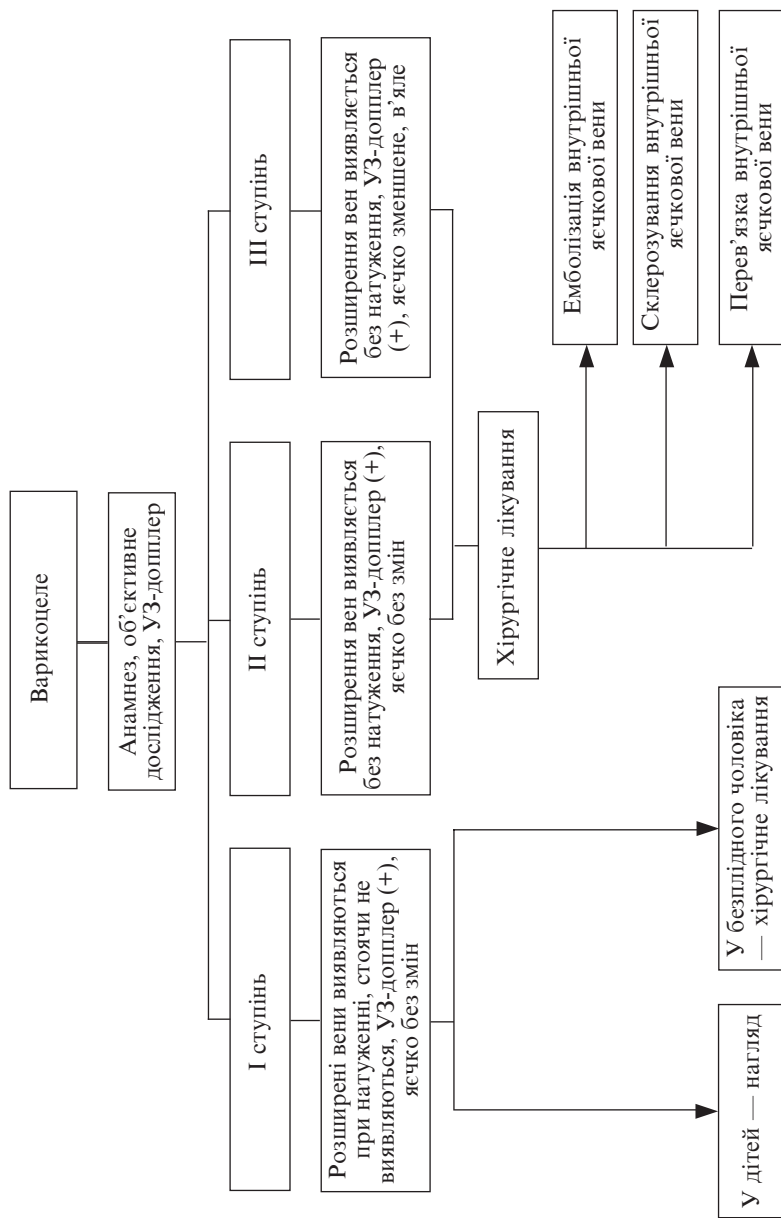 Варикоцеле
Анамнез, об’єктивне
дослідження, УЗ-допплер
I ступінь
II ступінь
III ступінь
Розширені вени виявляються
при натуженні, стоячи не
виявляються, УЗ-допплер (+),
яєчко без змін
Розширення вен виявляється
без натуження, УЗ-допплер (+),
яєчко без змін
Розширення вен виявляється
без натуження, УЗ-допплер
(+), яєчко зменшене, в’яле
Хірургічне лікування
У дітей — нагляд
У безплідного чоловіка
— хірургічне лікування
Емболізація внутрішньої
яєчкової вени
Склерозування внутрішньої
яєчкової вени
Перев’язка внутрішньої
яєчкової вени